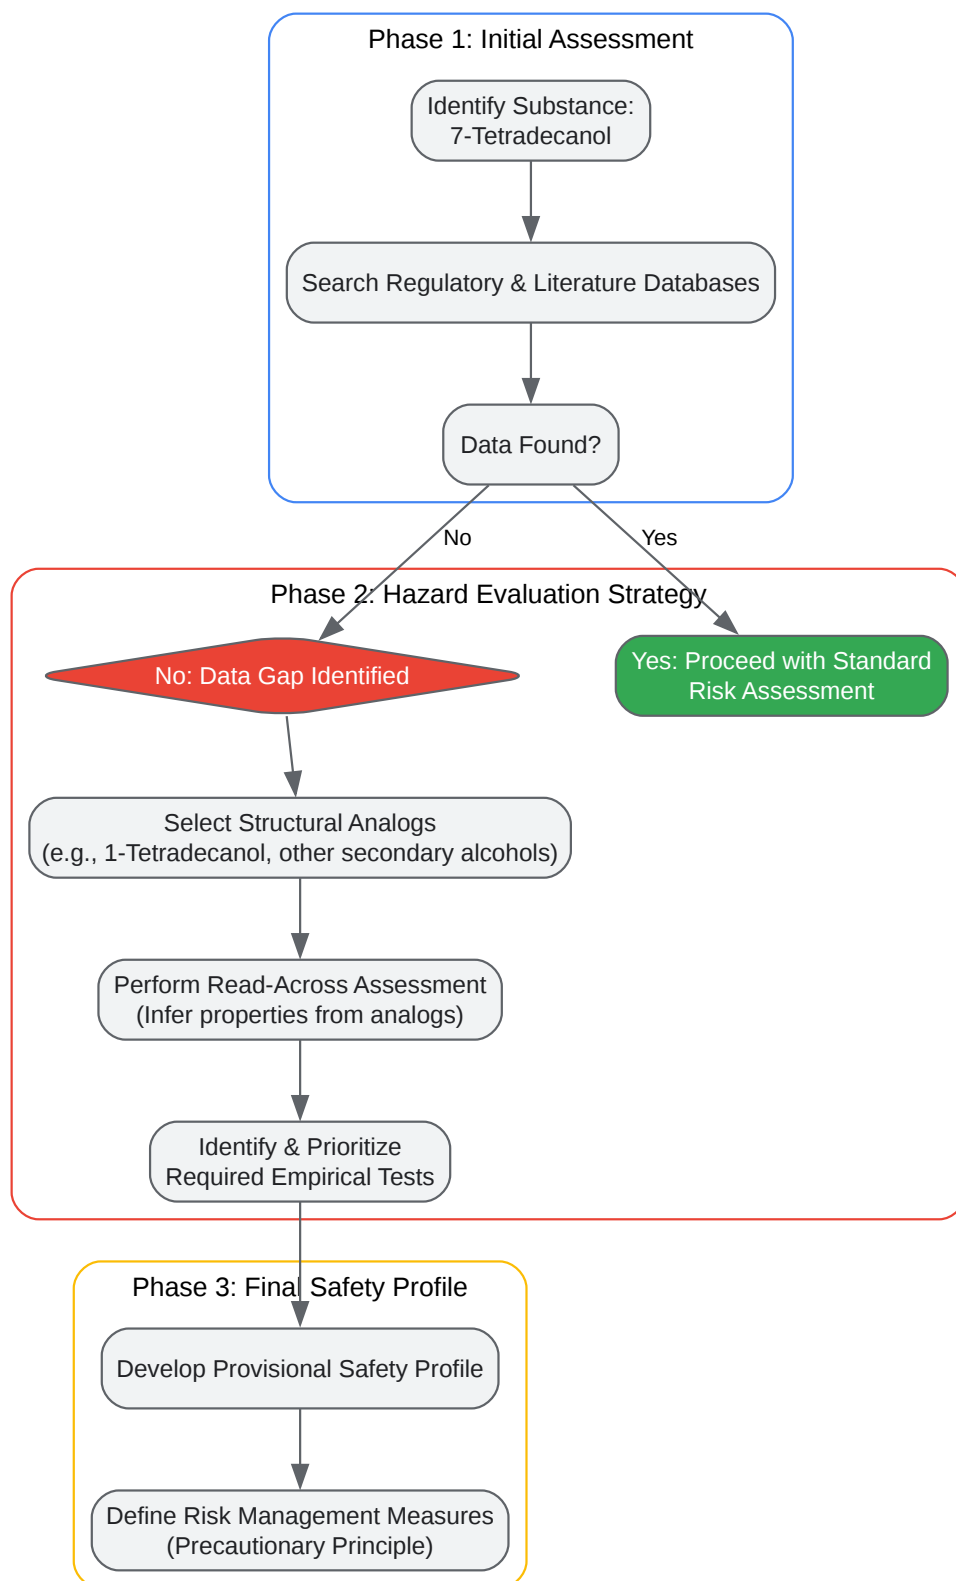 Phase 1: Initial Assessment
Identify Substance:
7-Tetradecanol
Search Regulatory & Literature Databases
Data Found?
No
Yes
Phase 2: Hazard Evaluation Strategy
No: Data Gap Identified
Yes: Proceed with Standard
Risk Assessment
Select Structural Analogs
(e.g., 1-Tetradecanol, other secondary alcohols)
Perform Read-Across Assessment
(Infer properties from analogs)
Identify & Prioritize
Required Empirical Tests
Phase 3: Final Safety Profile
Develop Provisional Safety Profile
Define Risk Management Measures
(Precautionary Principle)